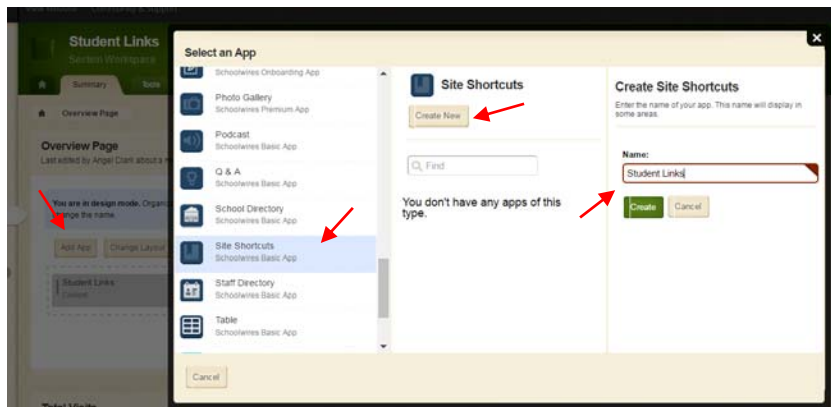 Student Links
Section Workspace
Summary
Tools
Overview Page
Overview Page
Last edited by Angel Crant about a
You are in design mode. Organi
change the name.
Add App
Change Layout
Student Links
Content
Total Visits
Select an App
Schoolwires Onboarding App
Photo Gallery
Schoolwires Premium App
Podcast
Schoolwires Basic App
Q & A
Schoolwires Basic App
School Directory
Schoolwires Basic App
Site Shortcuts
Schoolwires Basic App
Staff Directory
Schoolwires Basic App
Table
Schoolwires Basic App
Cancel
Site Shortcuts
Create New
Find
You don't have any apps of this
type.
Create Site Shortcuts
Enter the name of your app. This name will display in
some areas.
Name:
Student Links
Create
Cancel